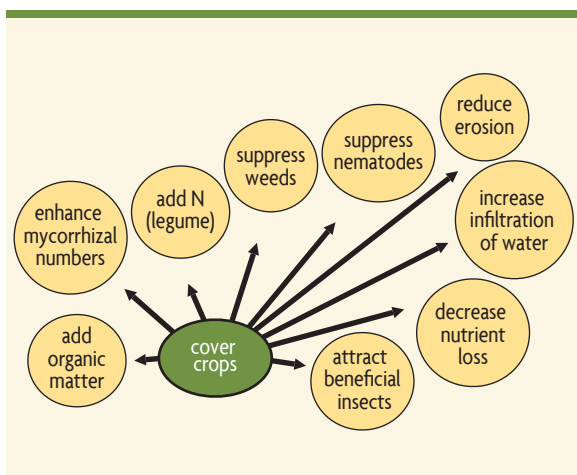 reduce
erosion
suppress
nematodes
suppress
weeds
add N
(legume)
increase
infiltration
of water
enhance
mycorrhizal
numbers
decrease
nutrient
loss
cover
crops
add
organic
matter
attract
beneficial
insects